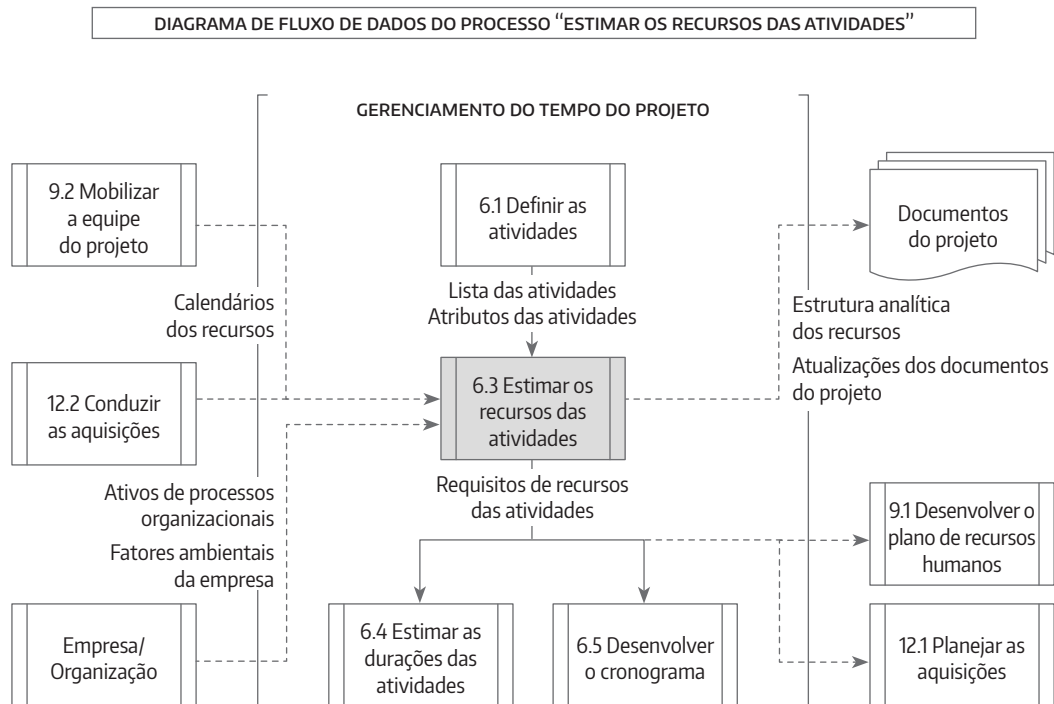 DIAGRAMA DE FLUXO DE DADOS DO PROCESSO “ESTIMAR OS RECURSOS DAS ATIVIDADES”
GERENCIAMENTO DO TEMPO DO PROJETO
9.2 Mobilizar
a equipe
do projeto
6.1 Definir as
atividades
Documentos
do projeto
Calendários
dos recursos
Lista das atividades
Atributos das atividades
Estrutura analítica
dos recursos
Atualizações dos documentos
do projeto
12.2 Conduzir
as aquisições
6.3 Estimar os
recursos das
atividades
Ativos de processos
organizacionais
Fatores ambientais
da empresa
Requisitos de recursos
das atividades
9.1 Desenvolver o
plano de recursos
humanos
Empresa/
Organização
6.4 Estimar as
durações das
atividades
6.5 Desenvolver
o cronograma
12.1 Planejar as
aquisições